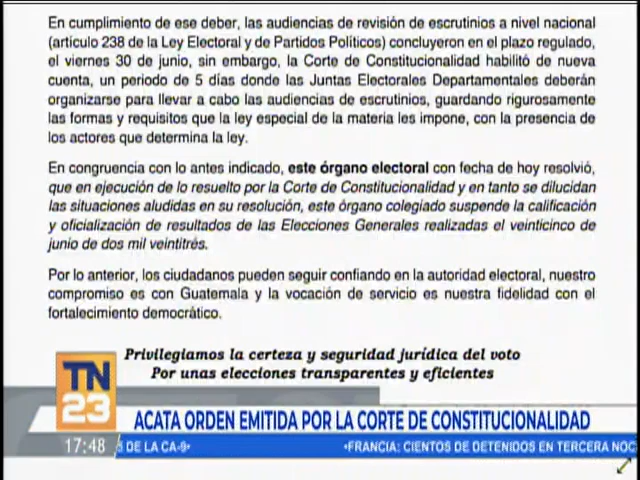 En cumplimiento de ese deber, las audiencias de revisión de escrutinios a nivel nacional
(artículo 238 de la Ley Electoral y de Partidos Políticos) concluyeron en el plazo regulado,
el viernes 30 de junio, sin embargo, la Corte de Constitucionalidad habilitó de nueva
cuenta, un periodo de 5 días donde las Juntas Electorales Departamentales deberán
organizarse para llevar a cabo las audiencias de escrutinios, guardando rigurosamente
las formas y requisitos que la ley especial de la materia les impone, con la presencia de
los actores que determina la ley.
En congruencia con lo antes indicado, este órgano electoral con fecha de hoy resolvió,
que en ejecución de lo resuelto por la Corte de Constitucionalidad y en tanto se dilucidan
las situaciones aludidas en su resolución, este órgano colegiado suspende la calificación
y oficialización de resultados de las Elecciones Generales realizadas el veinticinco de
junio de dos mil veintitrés.
Por lo anterior, los ciudadanos pueden seguir confiando en la autoridad electoral, nuestro
compromiso es con Guatemala y la vocación de servicio es nuestra fidelidad con el
fortalecimiento democrático.
Privilegiamos la certeza y seguridad jurídica del voto
Por unas elecciones transparentes y eficientes
TN
23
ACATA ORDEN EMITIDA POR LA CORTE DE CONSTITUCIONALIDAD
17:48 5 DE LA CA-9• •FRANCIA: CIENTOS DE DETENIDOS EN TERCERA NOC